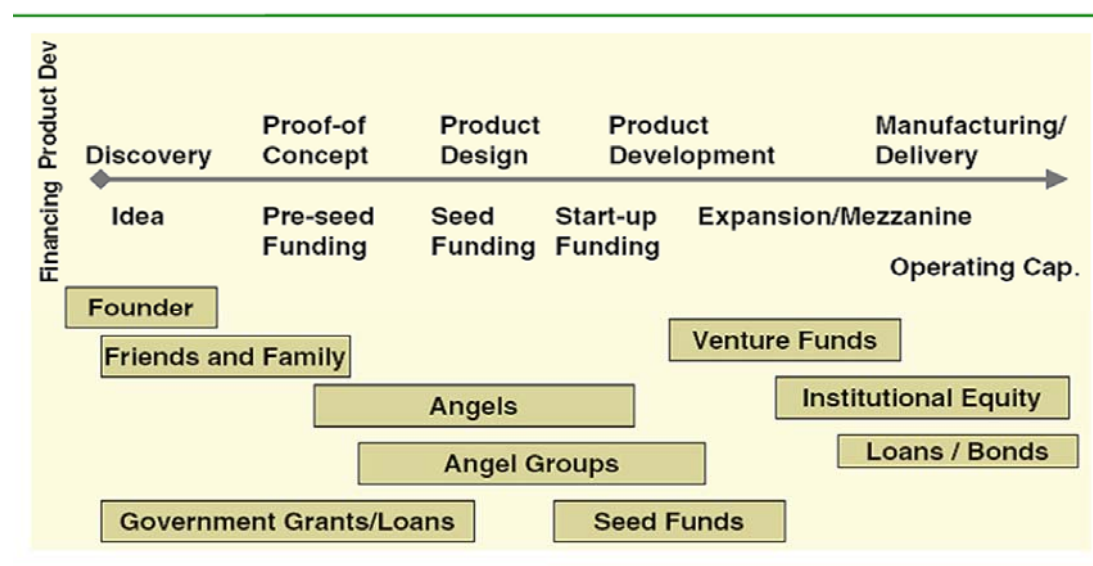 Financing Product Dev
Discovery
Proof-of
Concept
Product
Design
Product
Development
Manufacturing/
Delivery
Idea
Pre-seed
Funding
Seed
Funding
Start-up
Funding
Expansion/Mezzanine
Operating Cap.
Founder
Friends and Family
Venture Funds
Angels
Institutional Equity
Angel Groups
Loans / Bonds
Government Grants/Loans
Seed Funds